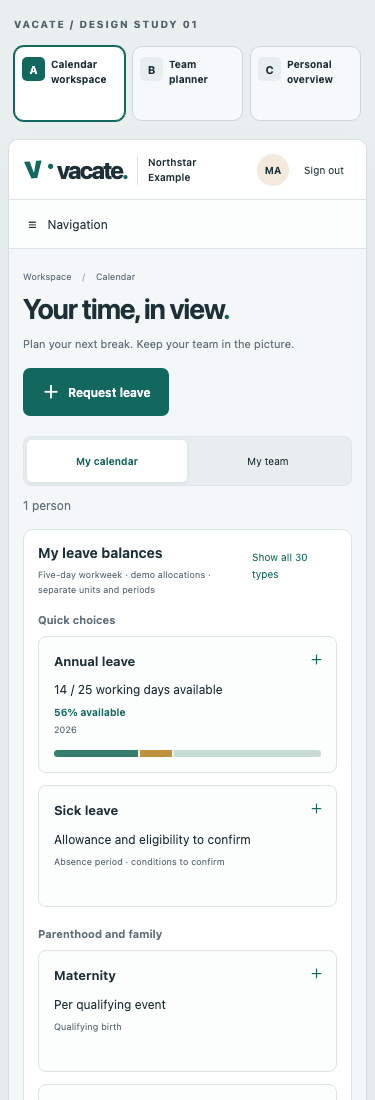 VACATE / DESIGN STUDY 01
A Calendar workspace
B Team planner
C Personal overview
V vacate.
Northstar Example
MA
Sign out
≡ Navigation
Workspace / Calendar
Your time, in view.
Plan your next break. Keep your team in the picture.
+ Request leave
My calendar
My team
1 person
My leave balances
Show all 30 types
Five-day workweek · demo allocations ·
separate units and periods
Quick choices
Annual leave +
14 / 25 working days available
56% available
2026
Sick leave +
Allowance and eligibility to confirm
Absence period · conditions to confirm
Parenthood and family
Maternity +
Per qualifying event
Qualifying birth